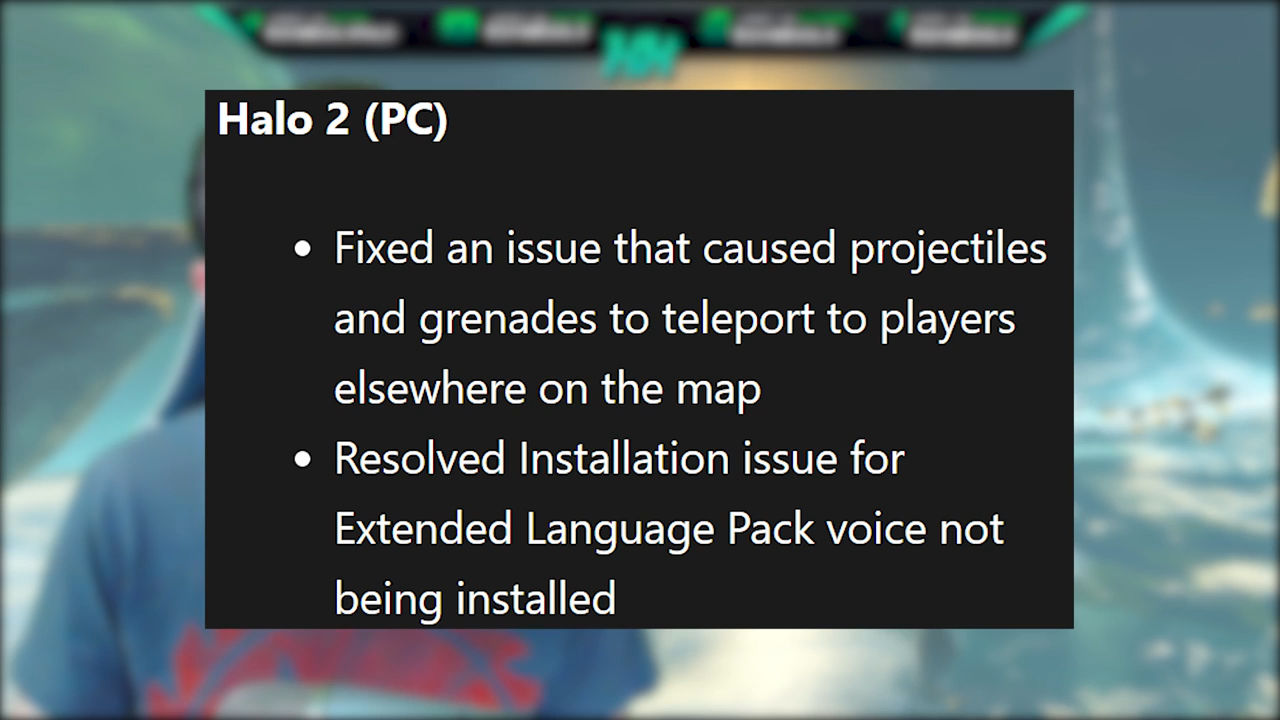 Halo 2 (PC)
• Fixed an issue that caused projectiles
and grenades to teleport to players
elsewhere on the map
• Resolved Installation issue for
Extended Language Pack voice not
being installed